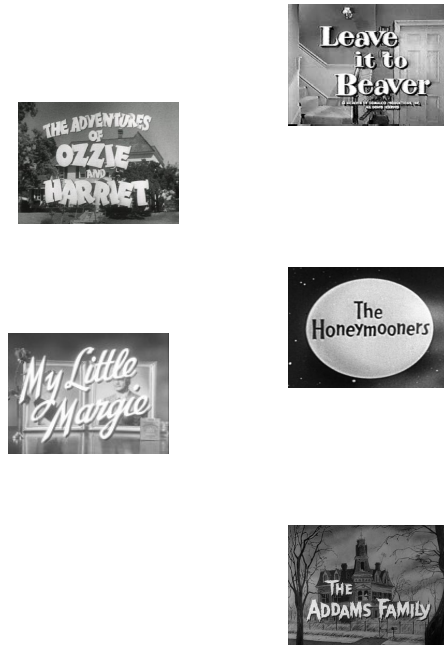 Leave
it to
Beaver
THE ADVENTURES
OF
OZZIE
AND
HARRIET
The
Honeymooners
My Little
Margie
THE
ADDAMS FAMILY